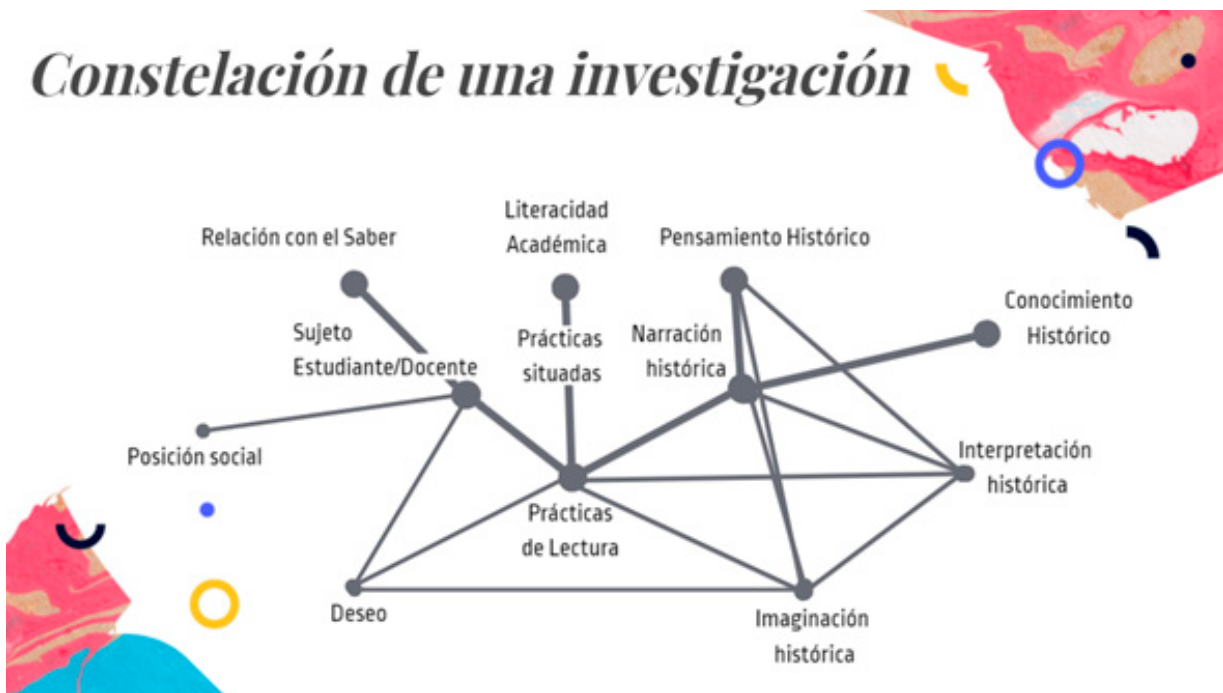 Constelación de una investigación
Relación con el Saber
Literacidad
Académica
Pensamiento Histórico
Conocimiento
Histórico
Sujeto
Estudiante/Docente
Prácticas
situadas
Narración
histórica
Posición social
Interpretación
histórica
Prácticas
de Lectura
Deseo
Imaginación
histórica